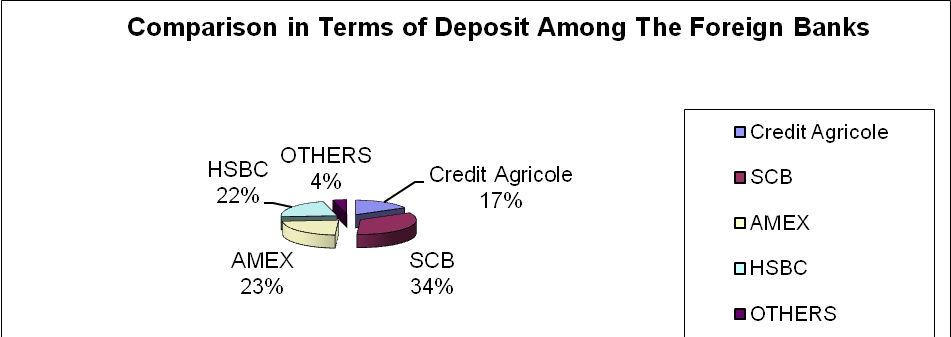 Comparison in Terms of Deposit Among The Foreign Banks
OTHERS
4%
HSBC
22%
Credit Agricole
17%
AMEX
23%
SCB
34%
Credit Agricole
SCB
AMEX
HSBC
OTHERS